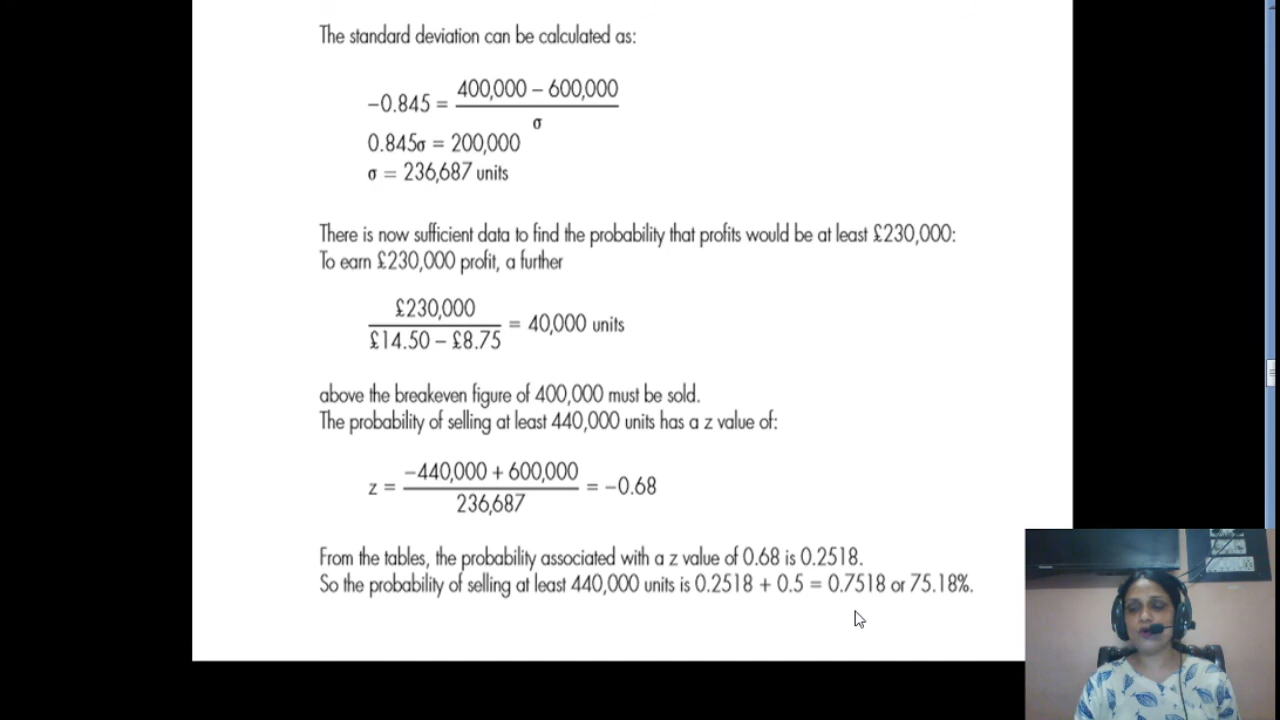 The standard deviation can be calculated as:
−0.845 = 400,000 − 600,000
σ
0.845σ = 200,000
σ = 236,687 units
There is now sufficient data to find the probability that profits would be at least £230,000:
To earn £230,000 profit, a further
£230,000
£14.50 − £8.75
= 40,000 units
above the breakeven figure of 400,000 must be sold.
The probability of selling at least 440,000 units has a z value of:
z = −440,000 + 600,000
236,687
= −0.68
From the tables, the probability associated with a z value of 0.68 is 0.2518.
So the probability of selling at least 440,000 units is 0.2518 + 0.5 = 0.7518 or 75.18%.